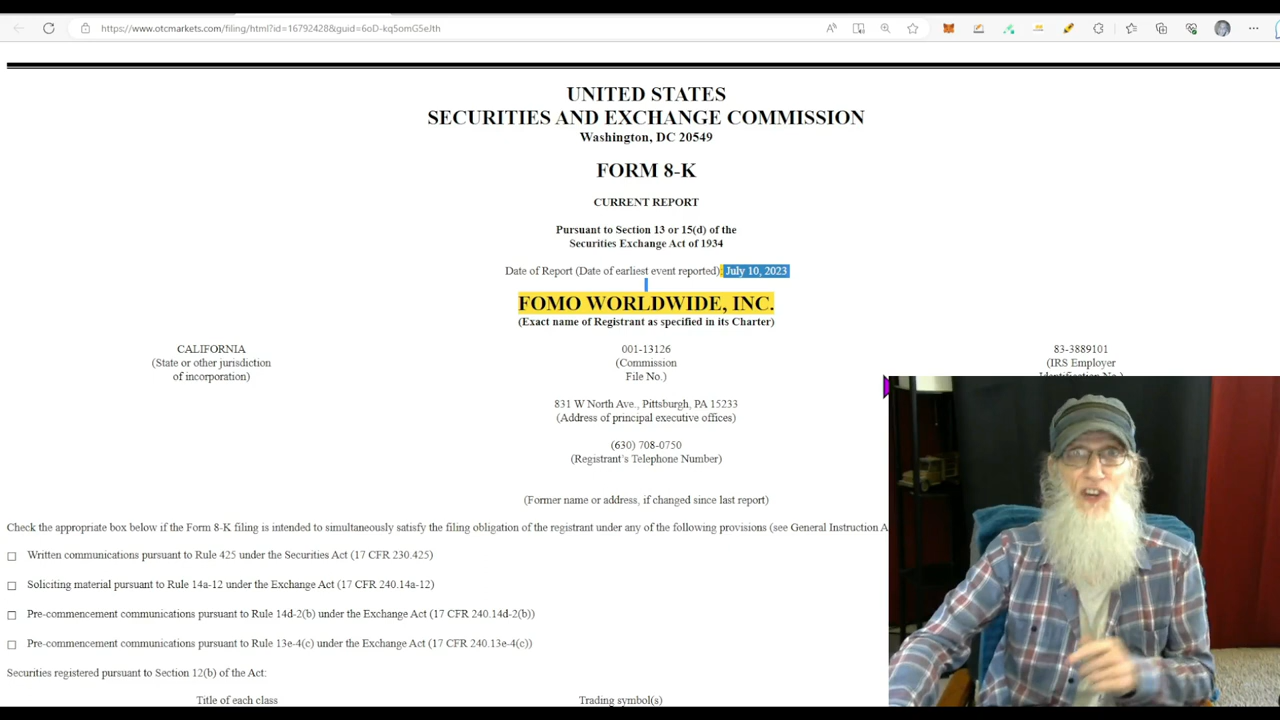 https://www.otcmarkets.com/filing/html?id=16792428&guid=6oD-kq5omG5eJth
UNITED STATES
SECURITIES AND EXCHANGE COMMISSION
Washington, DC 20549
FORM 8-K
CURRENT REPORT
Pursuant to Section 13 or 15(d) of the
Securities Exchange Act of 1934
Date of Report (Date of earliest event reported): July 10, 2023
FOMO WORLDWIDE, INC.
(Exact name of Registrant as specified in its Charter)
CALIFORNIA 001-13126 83-3889101
(State or other jurisdiction (Commission (IRS Employer
of incorporation) File No.) Identification No.)
831 W North Ave., Pittsburgh, PA 15233
(Address of principal executive offices)
(630) 708-0750
(Registrant's Telephone Number)
(Former name or address, if changed since last report)
Check the appropriate box below if the Form 8-K filing is intended to simultaneously satisfy the filing obligation of the registrant under any of the following provisions (see General Instruction A
☐ Written communications pursuant to Rule 425 under the Securities Act (17 CFR 230.425)
☐ Soliciting material pursuant to Rule 14a-12 under the Exchange Act (17 CFR 240.14a-12)
☐ Pre-commencement communications pursuant to Rule 14d-2(b) under the Exchange Act (17 CFR 240.14d-2(b))
☐ Pre-commencement communications pursuant to Rule 13e-4(c) under the Exchange Act (17 CFR 240.13e-4(c))
Securities registered pursuant to Section 12(b) of the Act:
Title of each class Trading symbol(s)